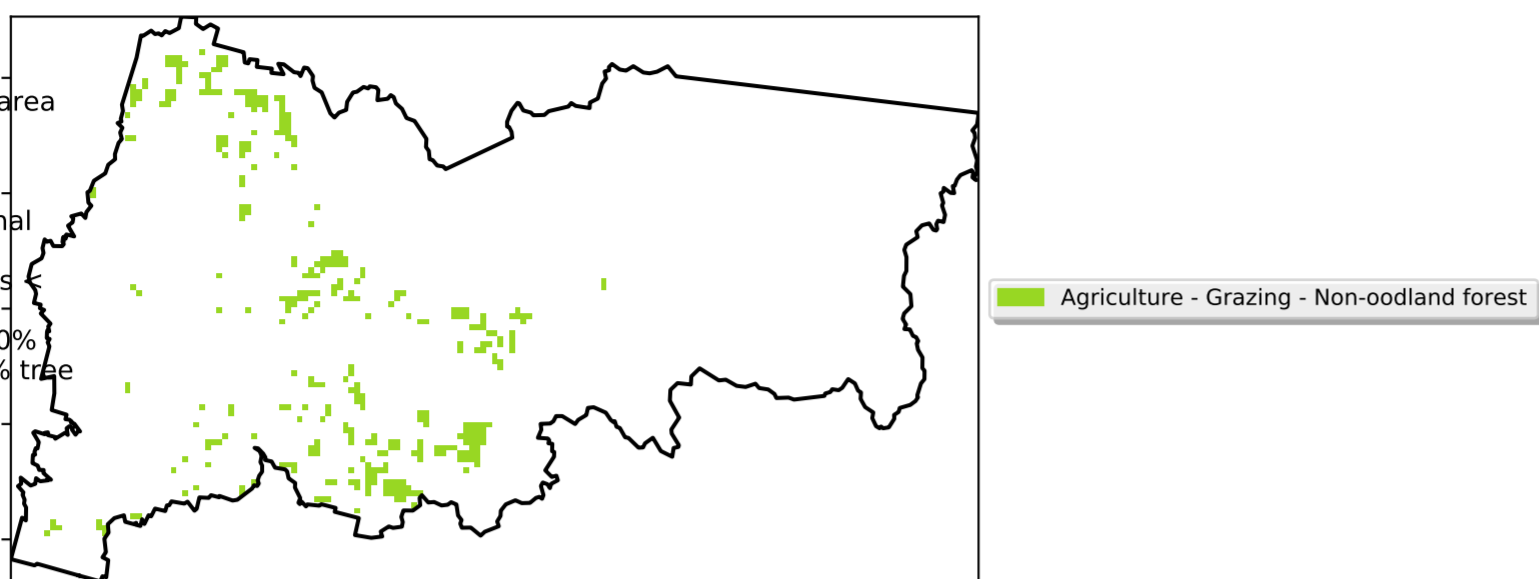 area
nal
s <
0%
% tree
Agriculture - Grazing - Non-oodland forest